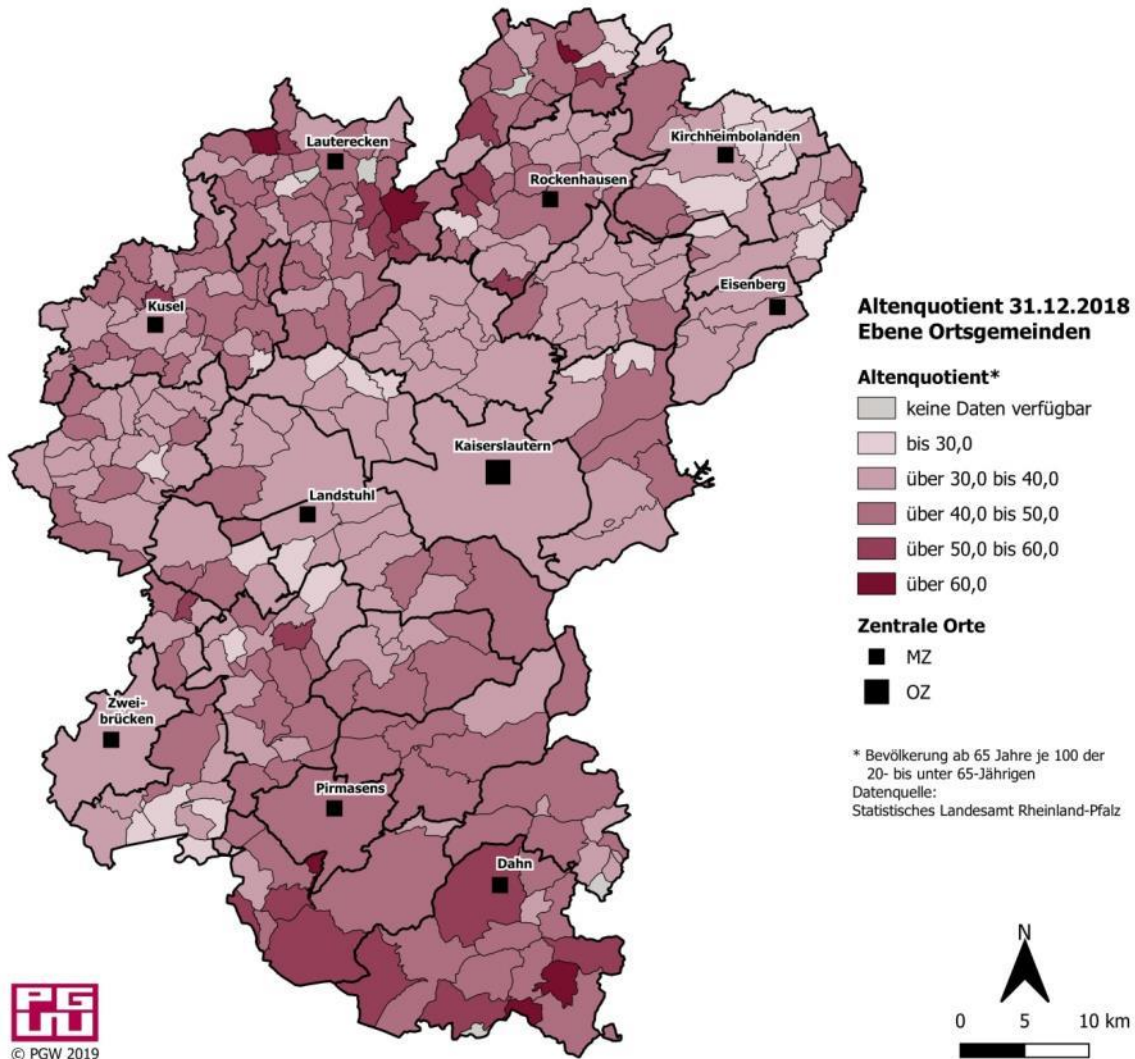 Kirchheimbolanden
Lauterecken
Rockenhausen
Eisenberg
Kusel
Altenquotient 31.12.2018
Ebene Ortsgemeinden
Altenquotient*
keine Daten verfügbar
bis 30,0
über 30,0 bis 40,0
über 40,0 bis 50,0
über 50,0 bis 60,0
über 60,0
Kaiserslautern
Landstuhl
Zentrale Orte
MZ
OZ
Zwei-
brücken
* Bevölkerung ab 65 Jahre je 100 der
20- bis unter 65-Jährigen
Datenquelle:
Statistisches Landesamt Rheinland-Pfalz
Pirmasens
Dahn
N
0 5 10 km
PGW
© PGW 2019